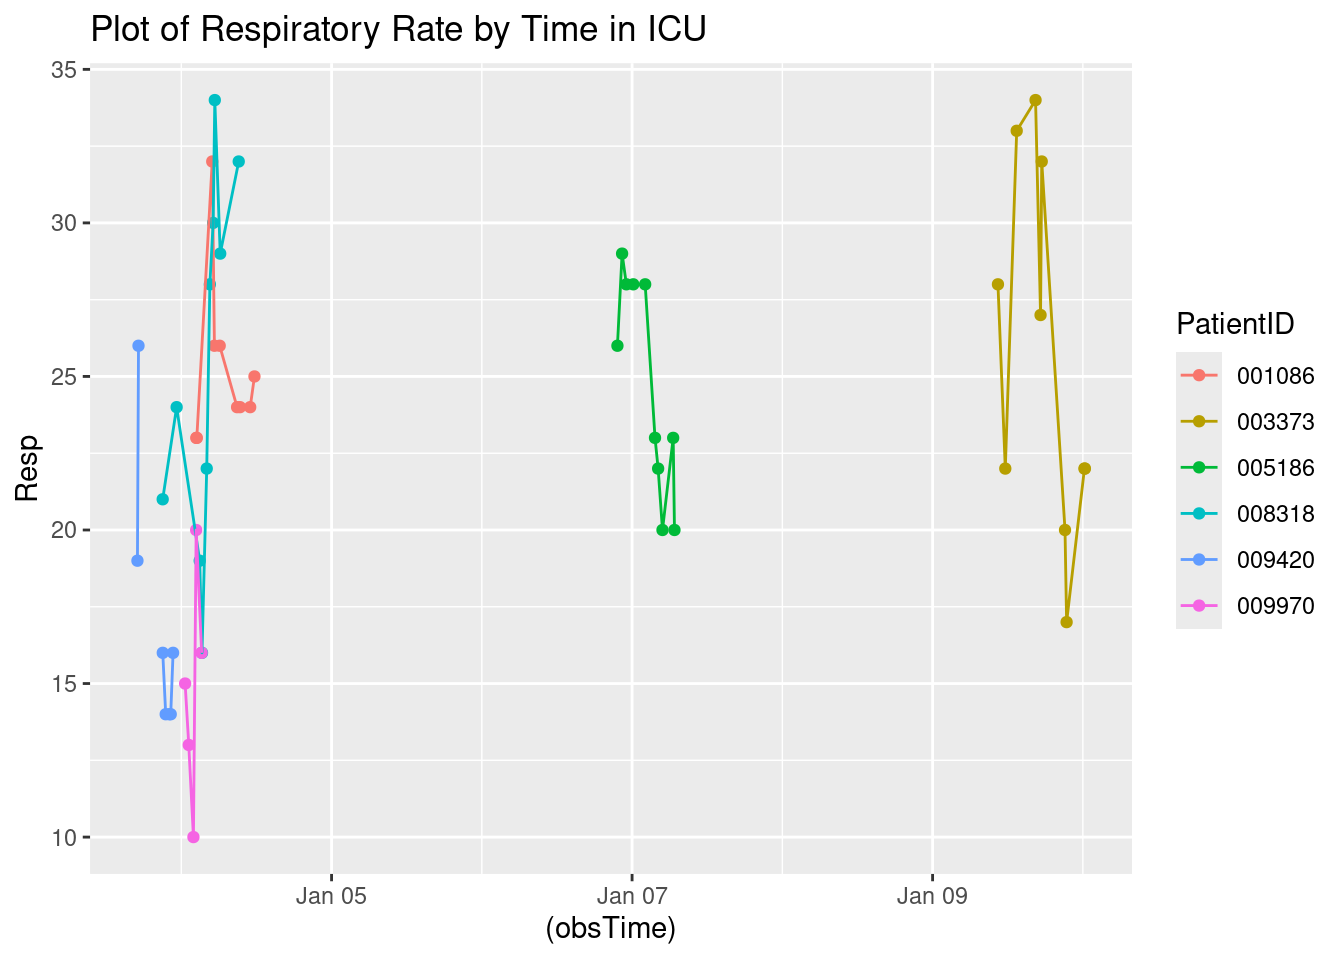 Plot of Respiratory Rate by Time in ICU
35
30
25
20
15
10
Resp
Jan 05
Jan 07
Jan 09
(obsTime)
PatientID
001086
003373
005186
008318
009420
009970